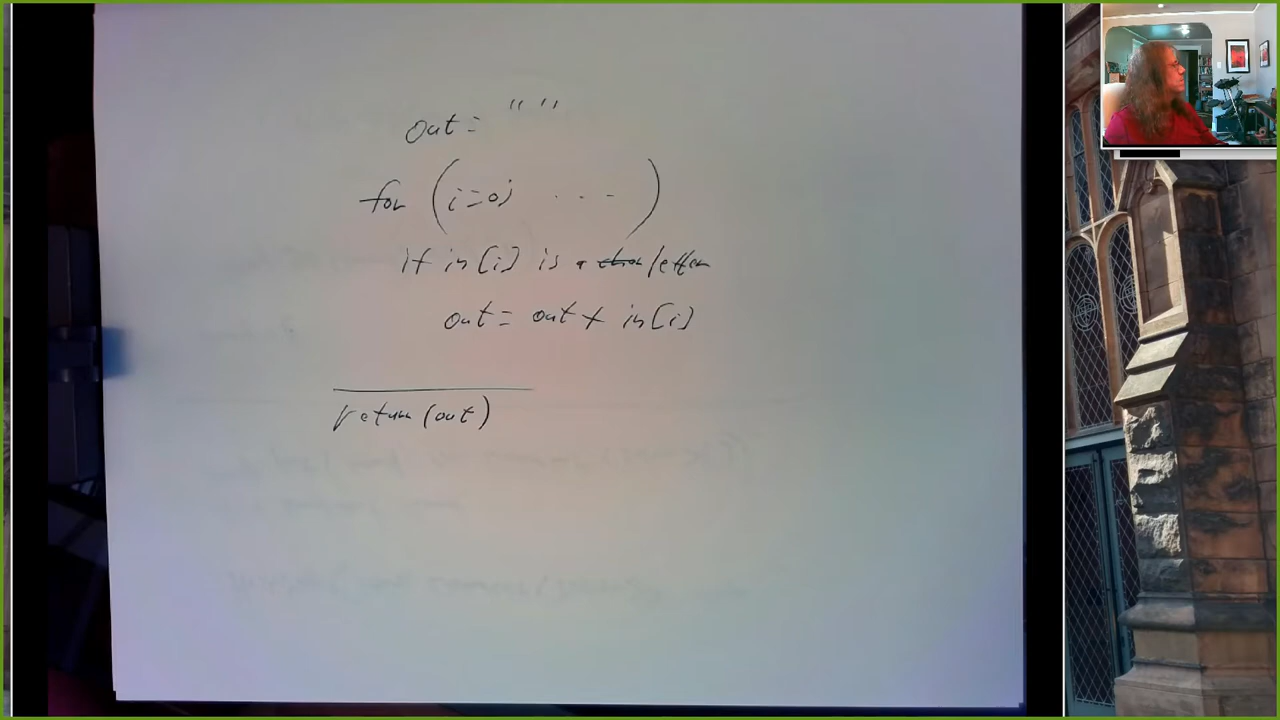 out = " "
for (i=0; ... )
if in[i] is a letter
out = out + in[i]
return(out)